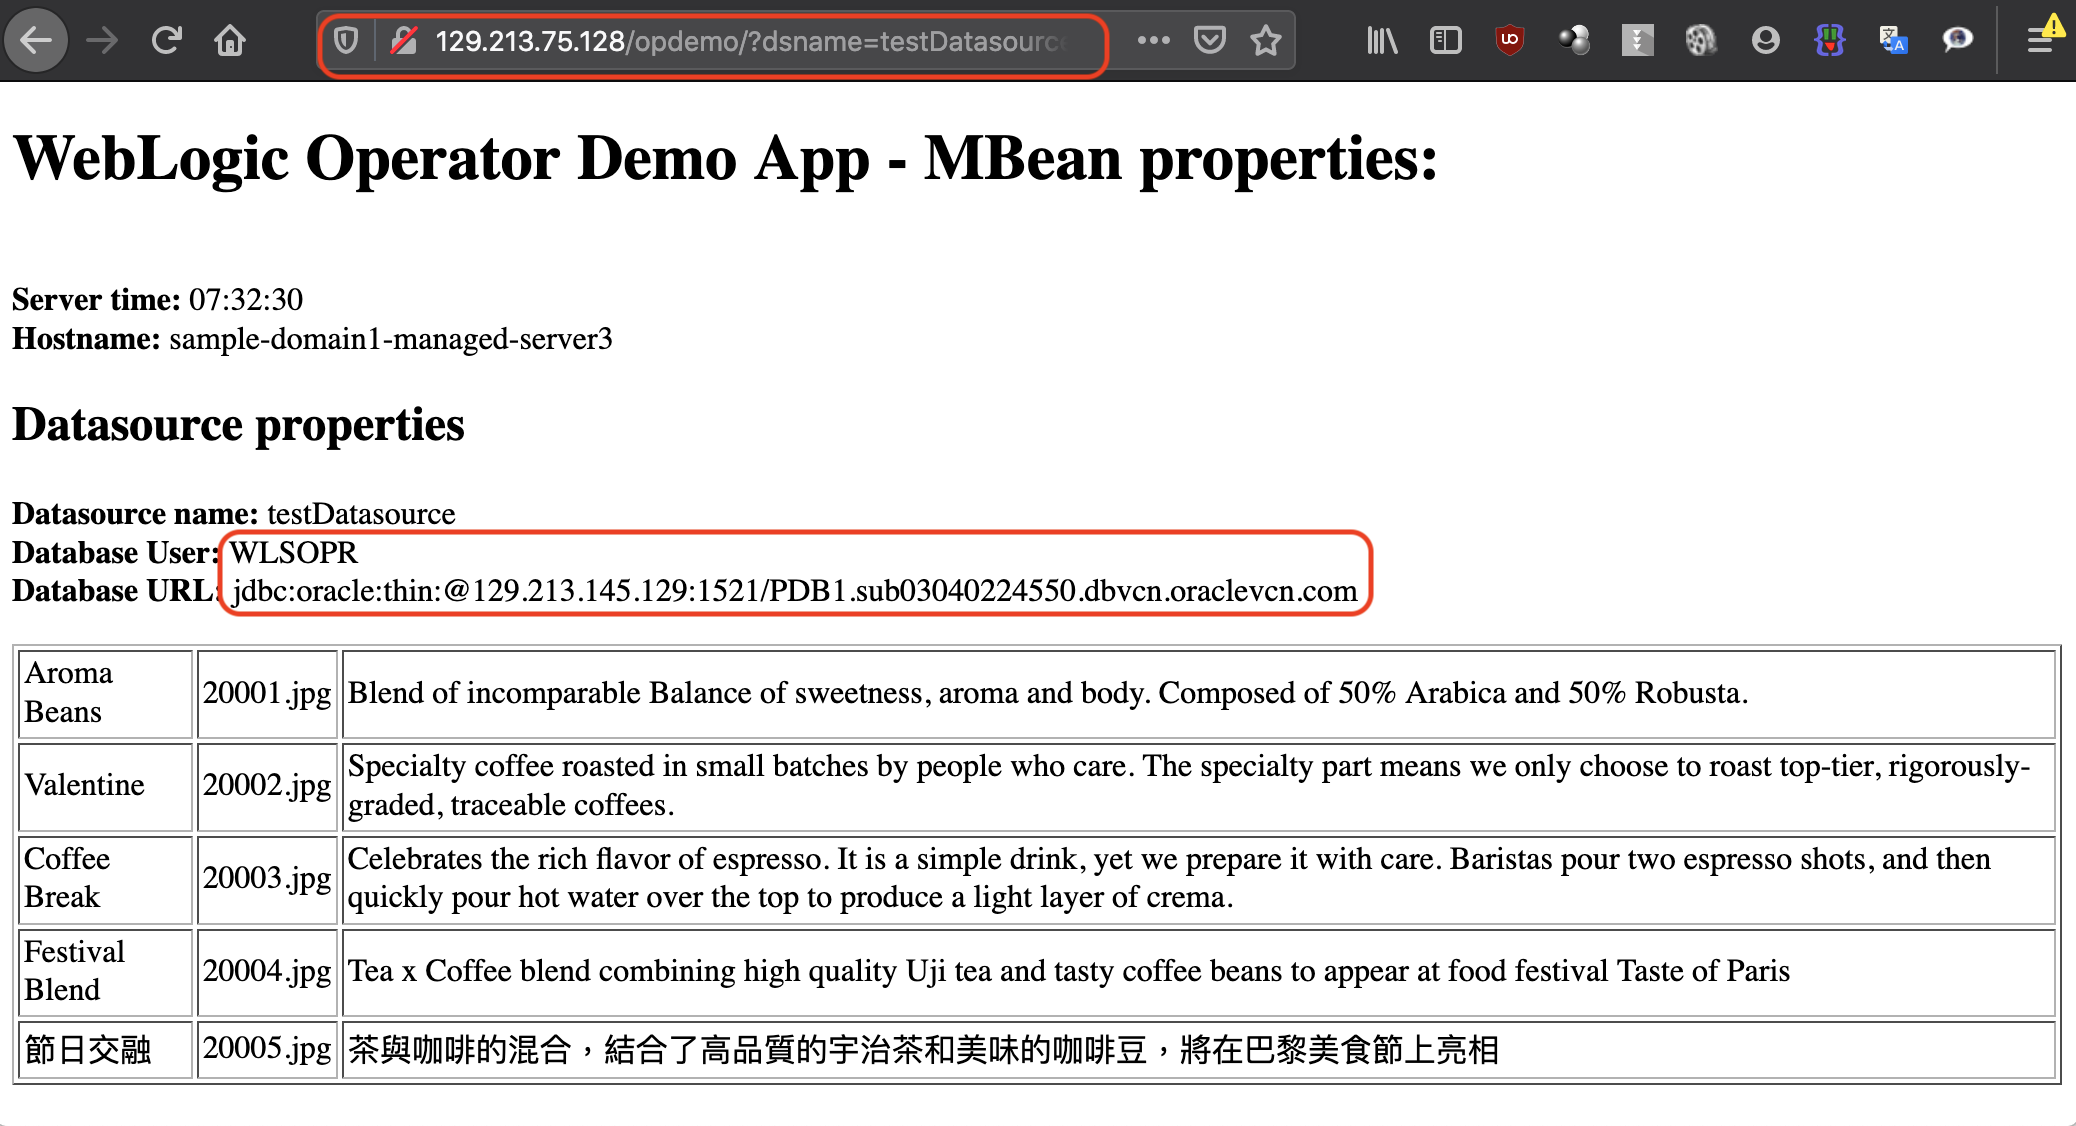 129.213.75.128/opdemo/?dsname=testDatasource
WebLogic Operator Demo App - MBean properties:
Server time: 07:32:30
Hostname: sample-domain1-managed-server3
Datasource properties
Datasource name: testDatasource
Database User: WLSOPR
Database URL: jdbc:oracle:thin:@129.213.145.129:1521/PDB1.sub03040224550.dbvcn.oraclevcn.com
Aroma
Beans
20001.jpg
Blend of incomparable Balance of sweetness, aroma and body. Composed of 50% Arabica and 50% Robusta.
Valentine
20002.jpg
Specialty coffee roasted in small batches by people who care. The specialty part means we only choose to roast top-tier, rigorously-
graded, traceable coffees.
Coffee
Break
20003.jpg
Celebrates the rich flavor of espresso. It is a simple drink, yet we prepare it with care. Baristas pour two espresso shots, and then
quickly pour hot water over the top to produce a light layer of crema.
Festival
Blend
20004.jpg
Tea x Coffee blend combining high quality Uji tea and tasty coffee beans to appear at food festival Taste of Paris
節日交融
20005.jpg
茶與咖啡的混合，結合了高品質的宇治茶和美味的咖啡豆，將在巴黎美食節上亮相